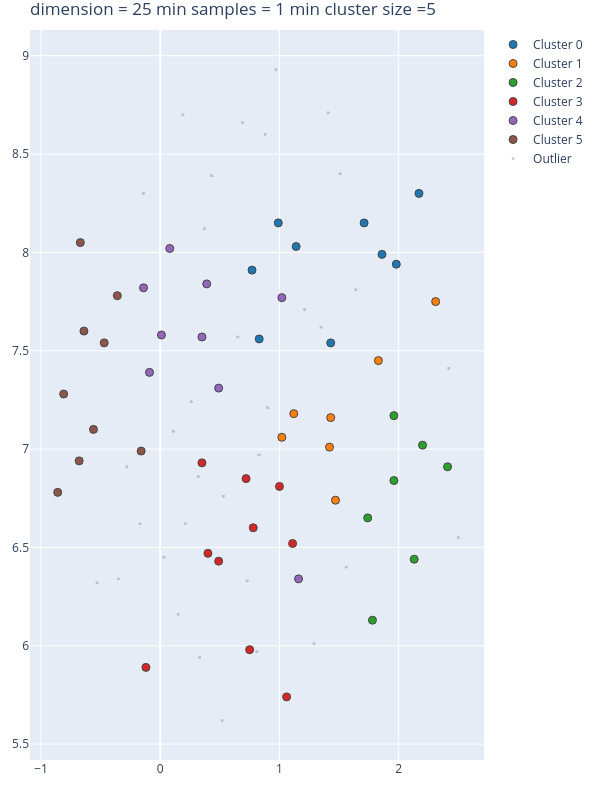 dimension = 25 min samples = 1 min cluster size =5
Cluster 0
Cluster 1
Cluster 2
Cluster 3
Cluster 4
Cluster 5
Outlier
9
8.5
8
7.5
7
6.5
6
5.5
−1
0
1
2